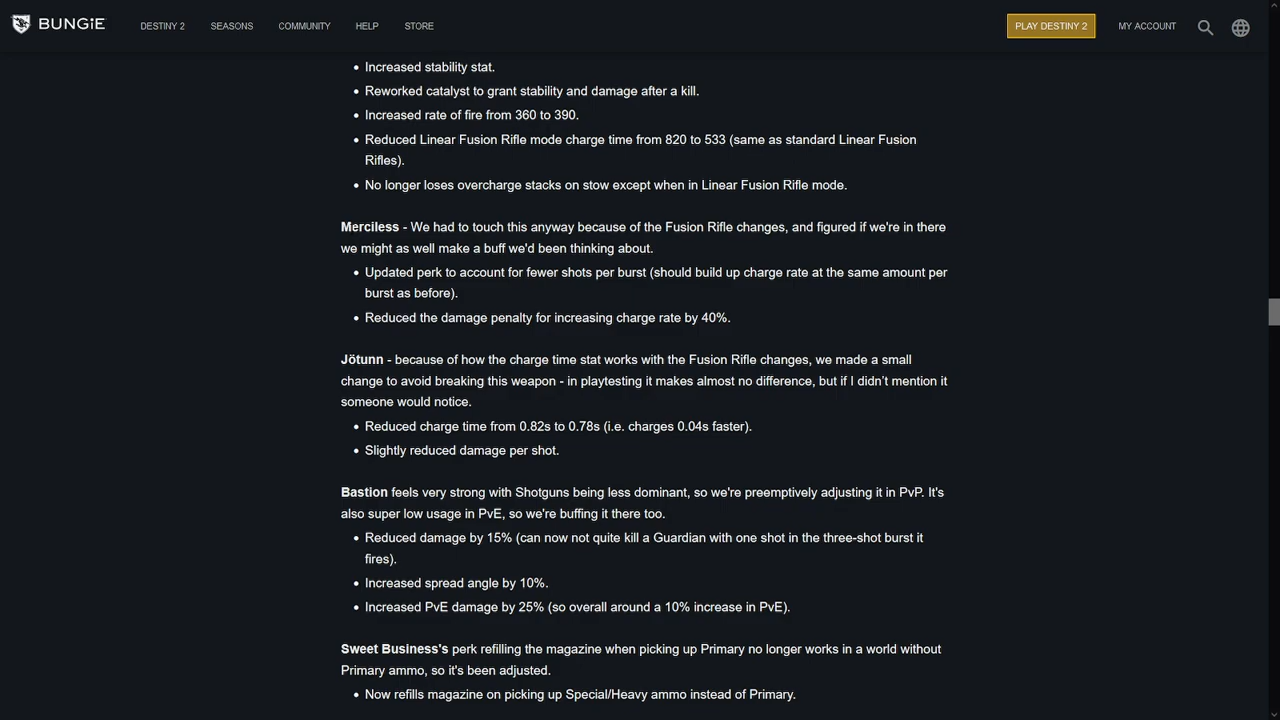 BUNGiE
DESTINY 2
SEASONS
COMMUNITY
HELP
STORE
PLAY DESTINY 2
MY ACCOUNT
• Increased stability stat.
• Reworked catalyst to grant stability and damage after a kill.
• Increased rate of fire from 360 to 390.
• Reduced Linear Fusion Rifle mode charge time from 820 to 533 (same as standard Linear Fusion
Rifles).
• No longer loses overcharge stacks on stow except when in Linear Fusion Rifle mode.
Merciless - We had to touch this anyway because of the Fusion Rifle changes, and figured if we're in there
we might as well make a buff we'd been thinking about.
• Updated perk to account for fewer shots per burst (should build up charge rate at the same amount per
burst as before).
• Reduced the damage penalty for increasing charge rate by 40%.
Jötunn - because of how the charge time stat works with the Fusion Rifle changes, we made a small
change to avoid breaking this weapon - in playtesting it makes almost no difference, but if I didn't mention it
someone would notice.
• Reduced charge time from 0.82s to 0.78s (i.e. charges 0.04s faster).
• Slightly reduced damage per shot.
Bastion feels very strong with Shotguns being less dominant, so we're preemptively adjusting it in PvP. It's
also super low usage in PvE, so we're buffing it there too.
• Reduced damage by 15% (can now not quite kill a Guardian with one shot in the three-shot burst it
fires).
• Increased spread angle by 10%.
• Increased PvE damage by 25% (so overall around a 10% increase in PvE).
Sweet Business's perk refilling the magazine when picking up Primary no longer works in a world without
Primary ammo, so it's been adjusted.
• Now refills magazine on picking up Special/Heavy ammo instead of Primary.